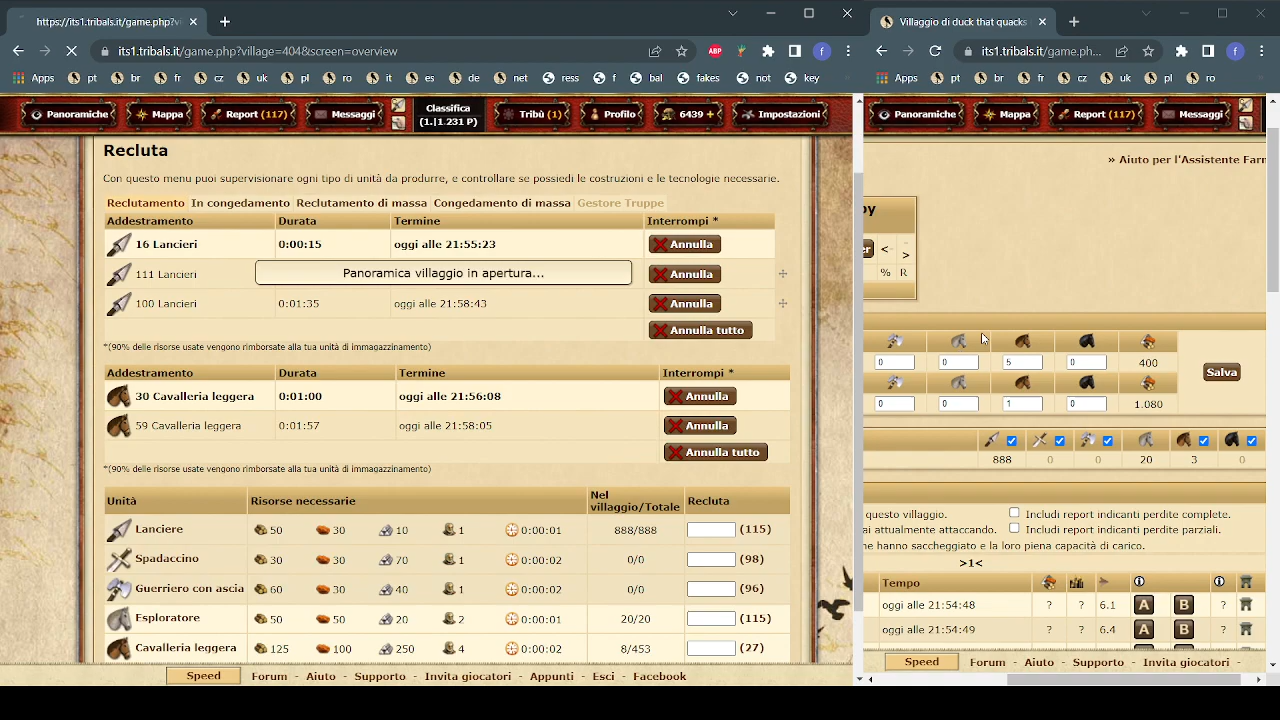 https://its1.tribals.it/game.php?vi
its1.tribals.it/game.php?village=404&screen=overview
Apps pt br fr cz uk pl ro it es de net ress f bal fakes not key
Panoramiche Mappa Report (117) Messaggi Classifica (1.|1.231 P) Tribù (1) Profilo 6439 + Impostazioni
Recluta
Con questo menu puoi supervisionare ogni tipo di unità da produrre, e controllare se possiedi le costruzioni e le tecnologie necessarie.
Reclutamento In congedamento Reclutamento di massa Congedamento di massa Gestore Truppe
Addestramento Durata Termine Interrompi *
16 Lancieri 0:00:15 oggi alle 21:55:23 Annulla
111 Lancieri Annulla
Panoramica villaggio in apertura...
100 Lancieri 0:01:35 oggi alle 21:58:43 Annulla
Annulla tutto
*(90% delle risorse usate vengono rimborsate alla tua unità di immagazzinamento)
Addestramento Durata Termine Interrompi *
30 Cavalleria leggera 0:01:00 oggi alle 21:56:08 Annulla
59 Cavalleria leggera 0:01:57 oggi alle 21:58:05 Annulla
Annulla tutto
*(90% delle risorse usate vengono rimborsate alla tua unità di immagazzinamento)
Unità Risorse necessarie Nel villaggio/Totale Recluta
Lanciere 50 30 10 1 0:00:01 888/888 (115)
Spadaccino 30 30 70 1 0:00:02 0/0 (98)
Guerriero con ascia 60 30 40 1 0:00:02 0/0 (96)
Esploratore 50 50 20 2 0:00:01 20/20 (115)
Cavalleria leggera 125 100 250 4 8/453 (27)
Speed Forum - Aiuto - Supporto - Invita giocatori - Appunti - Esci - Facebook
Villaggio di duck that quacks
its1.tribals.it/game.ph...
Apps pt br fr cz uk pl ro
Panoramiche Mappa Report (117) Messaggi
» Aiuto per l'Assistente Farm
by
er <- - >
% R
0 0 5 0 400
Salva
0 0 1 0 1.080
888 0 0 20 3 0
questo villaggio. Includi report indicanti perdite complete.
ai attualmente attaccando. Includi report indicanti perdite parziali.
he hanno saccheggiato e la loro piena capacità di carico.
>1<
Tempo
oggi alle 21:54:48 ? ? 6.1 A B ?
oggi alle 21:54:49 ? ? 6.4 A B ?
Speed Forum - Aiuto - Supporto - Invita giocatori -